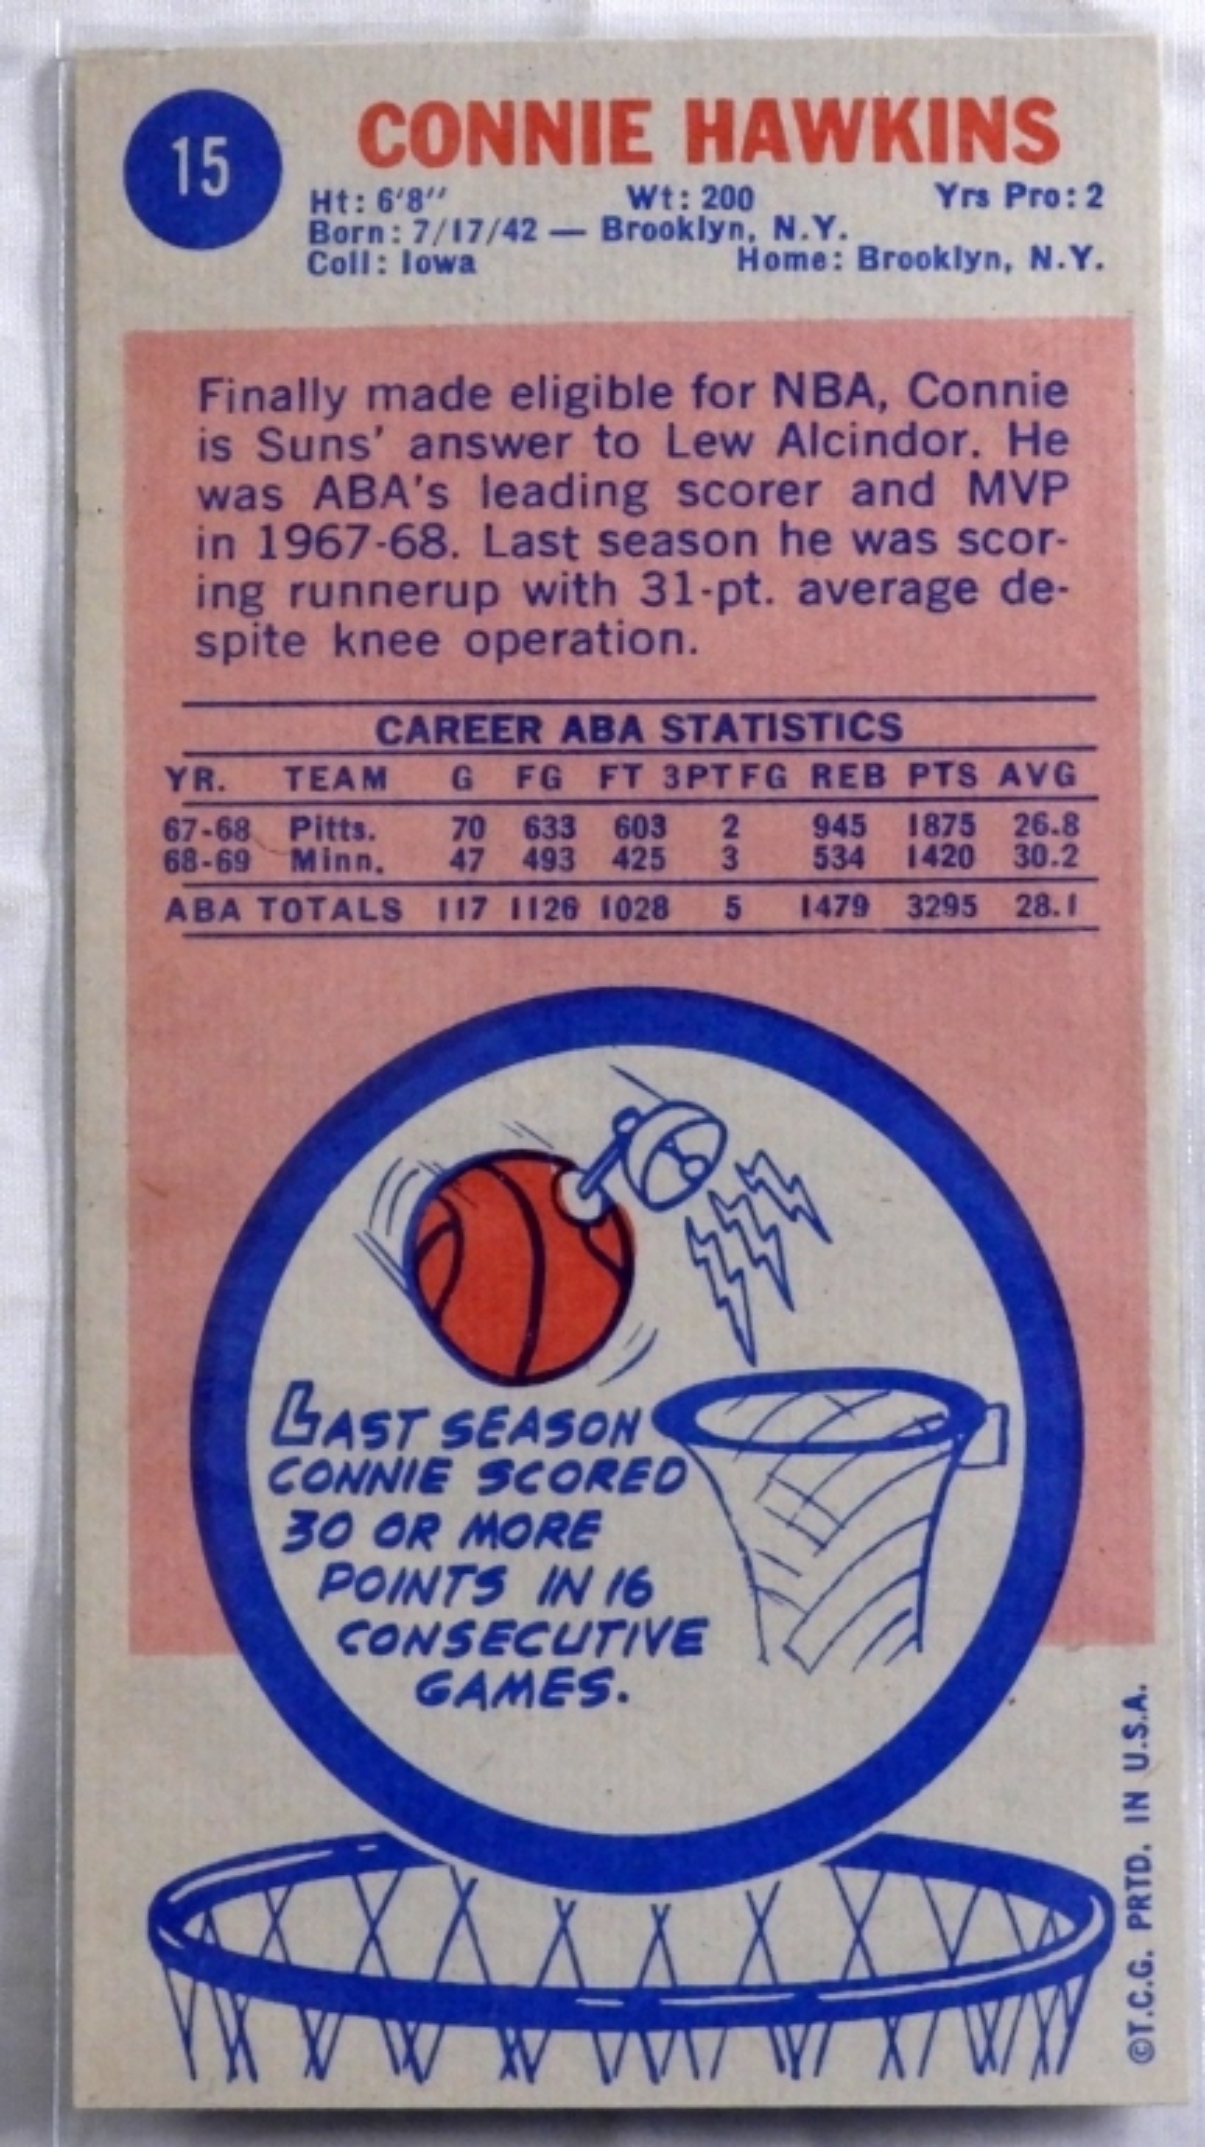 15
CONNIE HAWKINS
Ht: 6'8" Wt: 200 Yrs Pro: 2
Born: 7/17/42 — Brooklyn, N.Y.
Coll: Iowa Home: Brooklyn, N.Y.
Finally made eligible for NBA, Connie
is Suns' answer to Lew Alcindor. He
was ABA's leading scorer and MVP
in 1967-68. Last season he was scor-
ing runnerup with 31-pt. average de-
spite knee operation.
CAREER ABA STATISTICS
YR. TEAM G FG FT 3PT FG REB PTS AVG
67-68 Pitts. 70 633 603 2 945 1875 26.8
68-69 Minn. 47 493 425 3 534 1420 30.2
ABA TOTALS 117 1126 1028 5 1479 3295 28.1
LAST SEASON
CONNIE SCORED
30 OR MORE
POINTS IN 16
CONSECUTIVE
GAMES.
©T.C.G. PRTD. IN U.S.A.